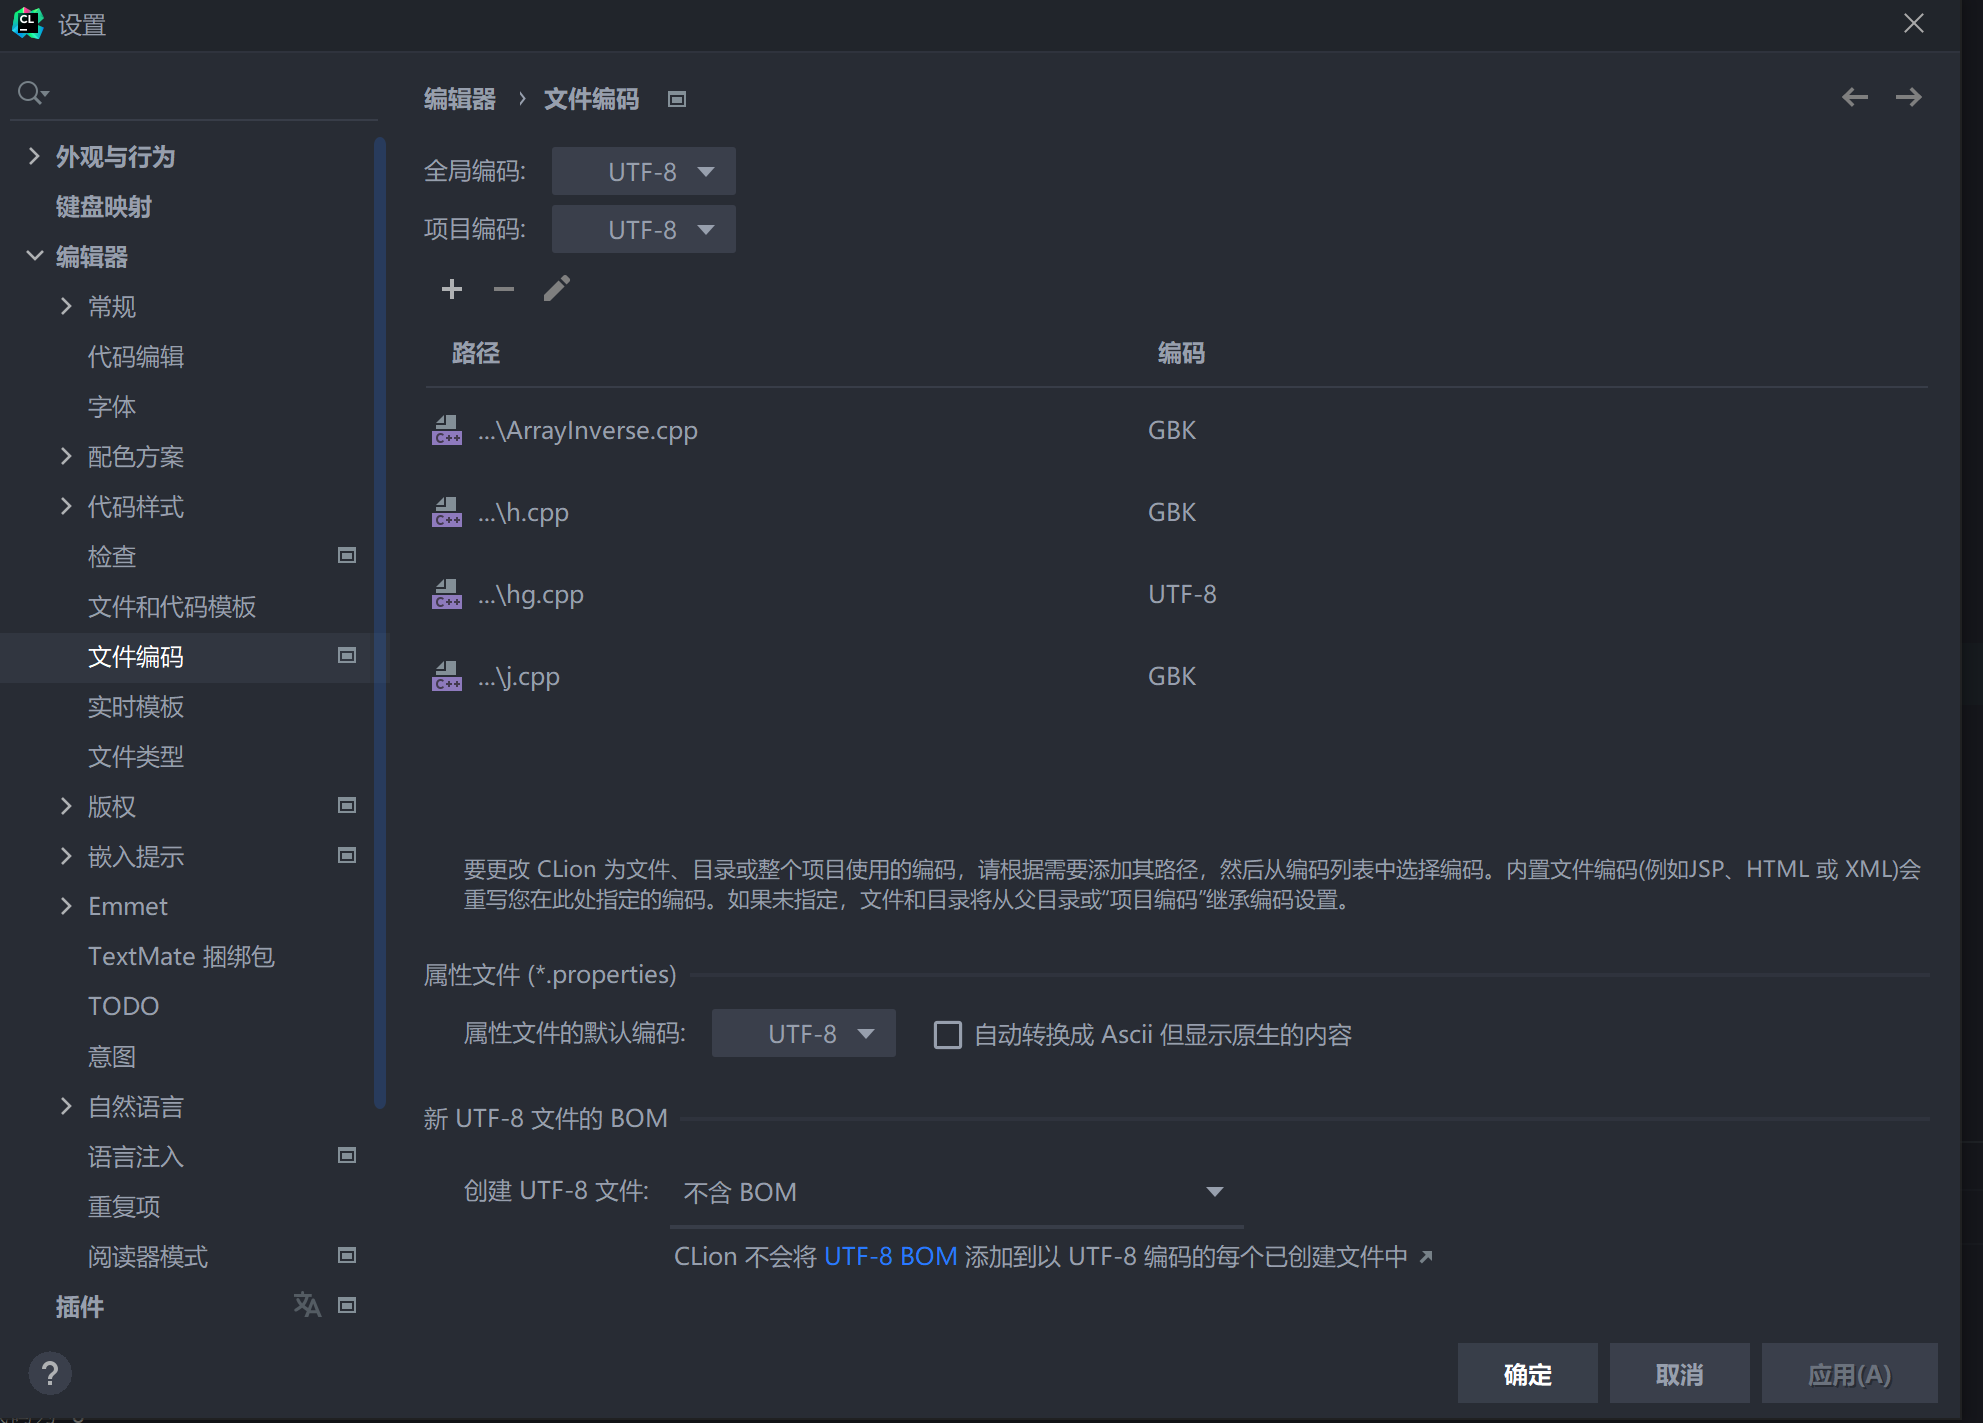 CL
设置
外观与行为
键盘映射
编辑器
常规
代码编辑
字体
配色方案
代码样式
检查
文件和代码模板
文件编码
实时模板
文件类型
版权
嵌入提示
Emmet
TextMate 捆绑包
TODO
意图
自然语言
语言注入
重复项
阅读器模式
插件
?
编辑器 › 文件编码
全局编码: UTF-8
项目编码: UTF-8
路径 编码
C++ ...\ArrayInverse.cpp GBK
C++ ...\h.cpp GBK
C++ ...\hg.cpp UTF-8
C++ ...\j.cpp GBK
要更改 CLion 为文件、目录或整个项目使用的编码，请根据需要添加其路径，然后从编码列表中选择编码。内置文件编码(例如JSP、HTML 或 XML)会
重写您在此处指定的编码。如果未指定，文件和目录将从父目录或“项目编码”继承编码设置。
属性文件 (*.properties)
属性文件的默认编码: UTF-8 自动转换成 Ascii 但显示原生的内容
新 UTF-8 文件的 BOM
创建 UTF-8 文件: 不含 BOM
CLion 不会将 UTF-8 BOM 添加到以 UTF-8 编码的每个已创建文件中
确定 取消 应用(A)